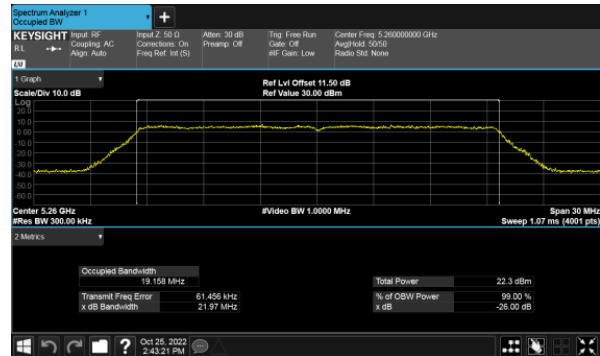 Spectrum Analyzer 1
Occupied BW
+
KEYSIGHT Input: RF Input Z: 50 Ω Atten: 30 dB Trig: Free Run Center Freq: 5.260000000 GHz
R L Coupling: AC Corrections: On Preamp: Off Gate: Off Avg|Hold: 50/50
Align: Auto Freq Ref: Int (S) #IF Gain: Low Radio Std: None
LXI
1 Graph
Ref Lvl Offset 11.50 dB
Scale/Div 10.0 dB Ref Value 30.00 dBm
Log
20.0
10.0
0.00
-10.0
-20.0
-30.0
-40.0
-50.0
-60.0
Center 5.26 GHz #Video BW 1.0000 MHz Span 30 MHz
#Res BW 300.00 kHz Sweep 1.07 ms (4001 pts)
2 Metrics
Occupied Bandwidth
19.158 MHz Total Power 22.3 dBm
Transmit Freq Error 61.456 kHz % of OBW Power 99.00 %
x dB Bandwidth 21.97 MHz x dB -26.00 dB
? Oct 25, 2022
2:43:21 PM